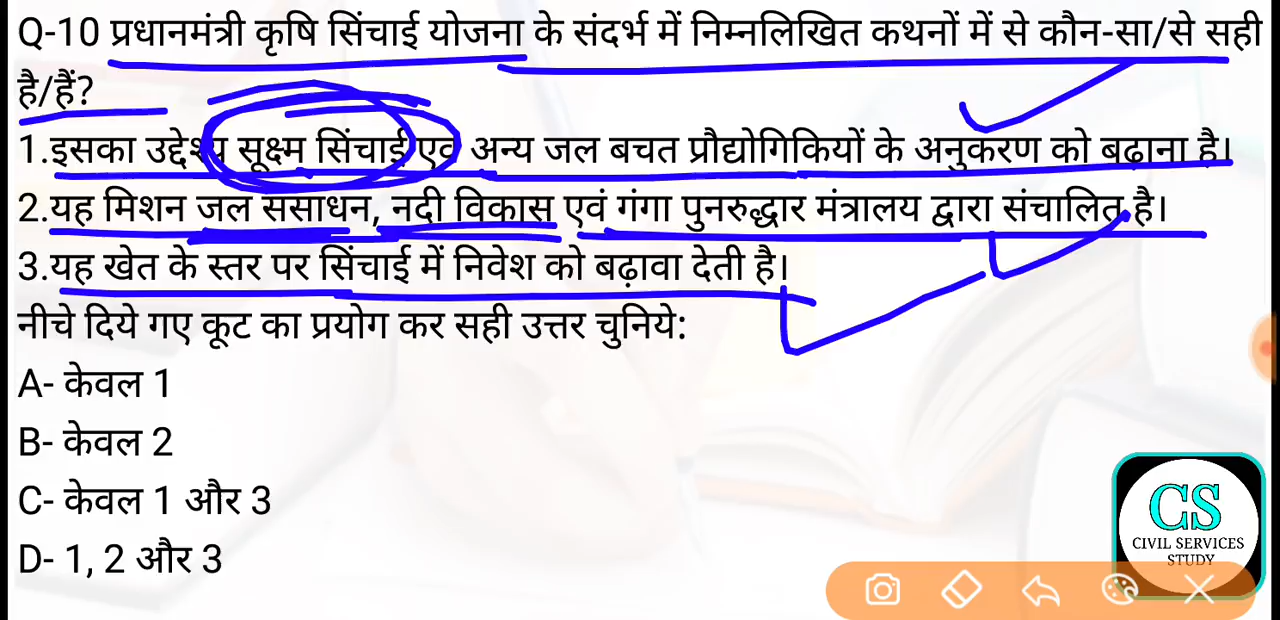 Q-10 प्रधानमंत्री कृषि सिंचाई योजना के संदर्भ में निम्नलिखित कथनों में से कौन-सा/से सही
है/हैं?
1.इसका उद्देश्य सूक्ष्म सिंचाई एवं अन्य जल बचत प्रौद्योगिकियों के अनुकरण को बढ़ाना है।
2.यह मिशन जल संसाधन, नदी विकास एवं गंगा पुनरुद्धार मंत्रालय द्वारा संचालित है।
3.यह खेत के स्तर पर सिंचाई में निवेश को बढ़ावा देती है।
नीचे दिये गए कूट का प्रयोग कर सही उत्तर चुनिये:
A- केवल 1
B- केवल 2
C- केवल 1 और 3
D- 1, 2 और 3
CS
CIVIL SERVICES
STUDY